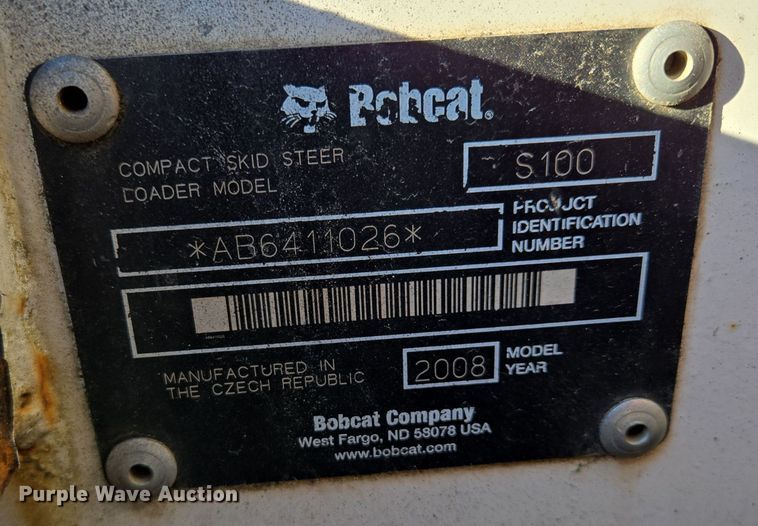 Bobcat®
COMPACT SKID STEER
LOADER MODEL
S100
*AB6411026*
PRODUCT
IDENTIFICATION
NUMBER
MANUFACTURED IN
THE CZECH REPUBLIC
2008
MODEL
YEAR
Bobcat Company
West Fargo, ND 58078 USA
www.bobcat.com
Purple Wave Auction